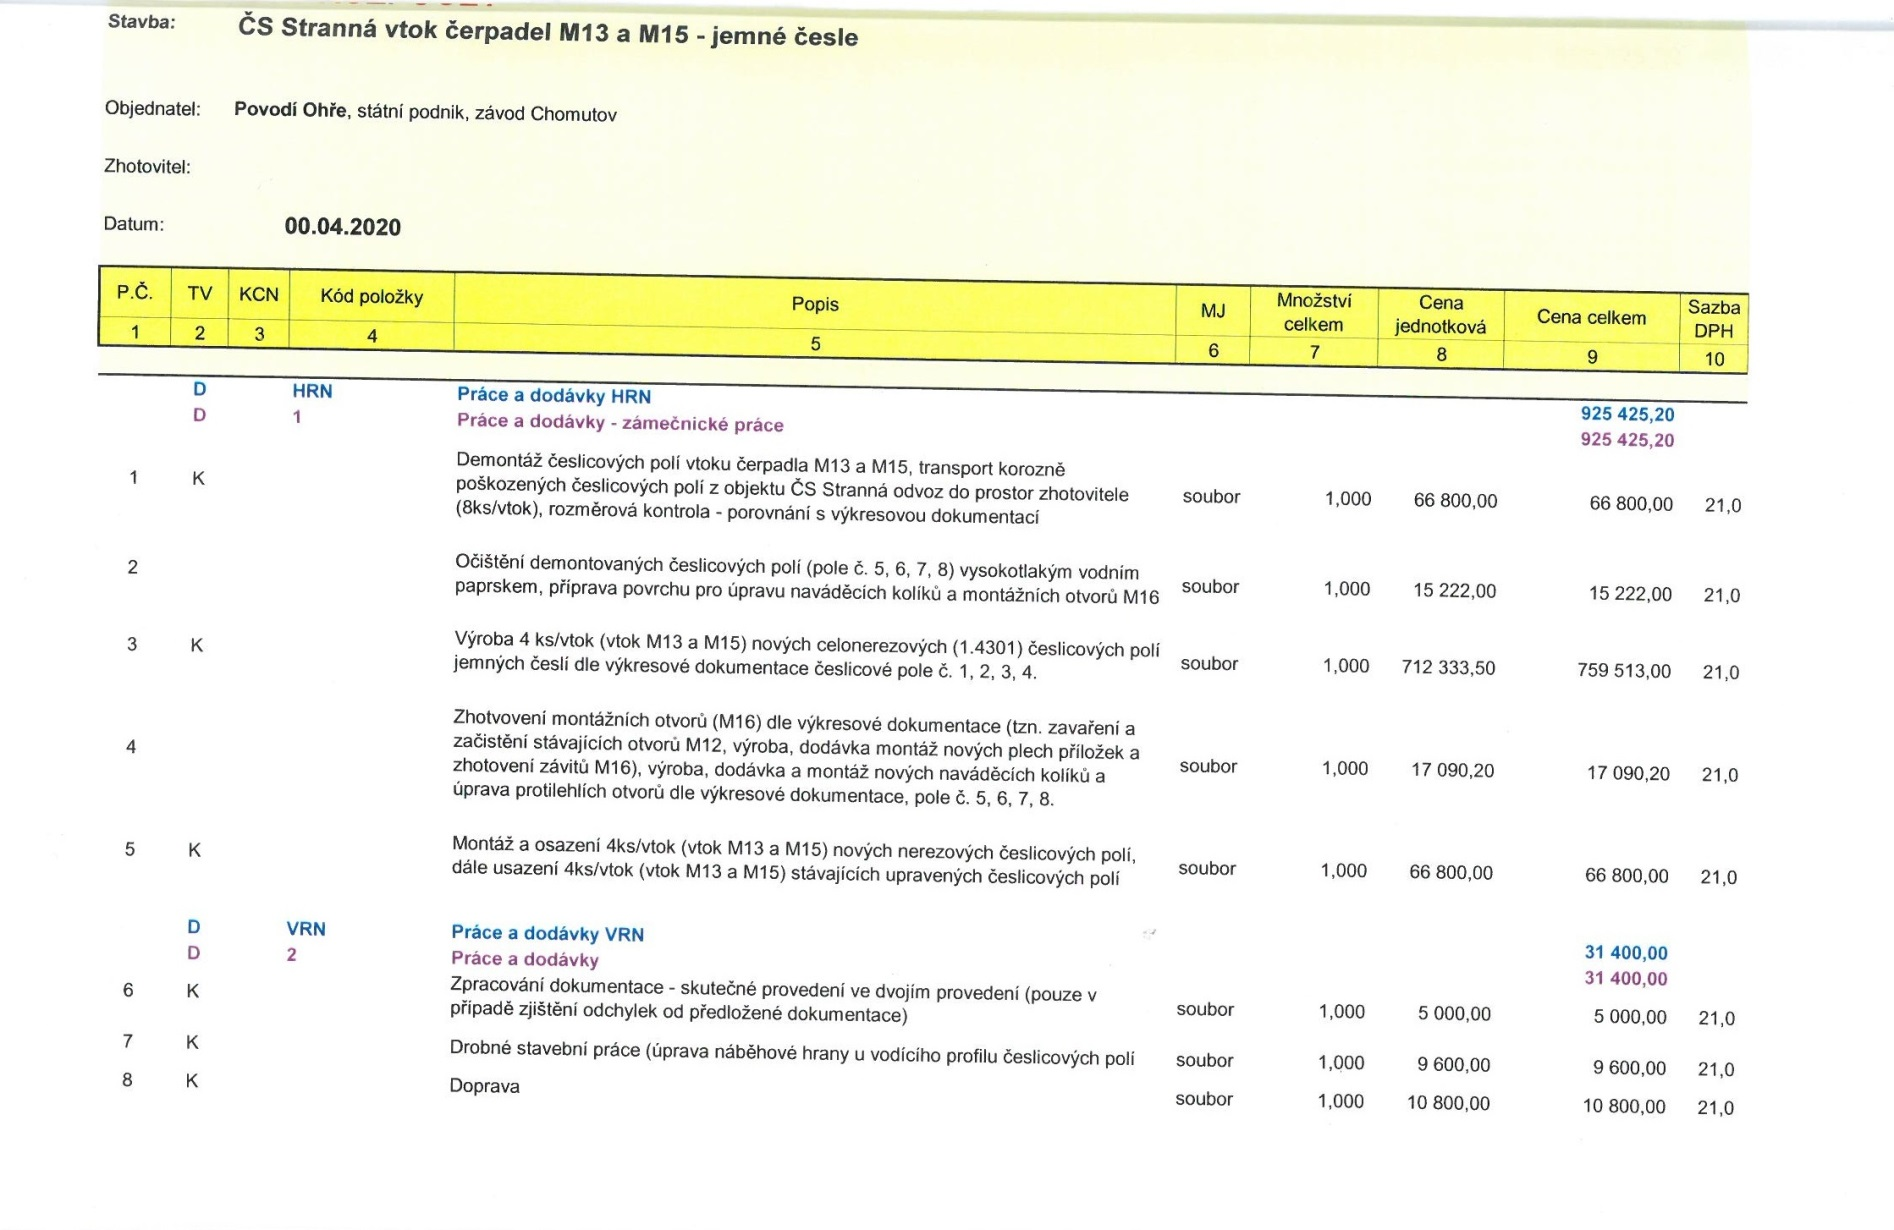 Stavba: ČS Stranná vtok čerpadel M13 a M15 - jemné česle
Objednatel: Povodí Ohře, státní podnik, závod Chomutov
Zhotovitel:
Datum: 00.04.2020
P.Č. TV KCN Kód položky Popis MJ Množství celkem Cena jednotková Cena celkem Sazba DPH
1 2 3 4 5 6 7 8 9 10
D HRN Práce a dodávky HRN 925 425,20
D 1 Práce a dodávky - zámečnické práce 925 425,20
1 K Demontáž česlicových polí vtoku čerpadla M13 a M15, transport korozně
poškozených česlicových polí z objektu ČS Stranná odvoz do prostor zhotovitele
(8ks/vtok), rozměrová kontrola - porovnání s výkresovou dokumentací soubor 1,000 66 800,00 66 800,00 21,0
2 Očištění demontovaných česlicových polí (pole č. 5, 6, 7, 8) vysokotlakým vodním
paprskem, příprava povrchu pro úpravu naváděcích kolíků a montážních otvorů M16 soubor 1,000 15 222,00 15 222,00 21,0
3 K Výroba 4 ks/vtok (vtok M13 a M15) nových celonerezových (1.4301) česlicových polí
jemných česlí dle výkresové dokumentace česlicové pole č. 1, 2, 3, 4. soubor 1,000 712 333,50 759 513,00 21,0
4 Zhotvovení montážních otvorů (M16) dle výkresové dokumentace (tzn. zavaření a
začistění stávajících otvorů M12, výroba, dodávka montáž nových plech příložek a
zhotovení závitů M16), výroba, dodávka a montáž nových naváděcích kolíků a
úprava protilehlích otvorů dle výkresové dokumentace, pole č. 5, 6, 7, 8. soubor 1,000 17 090,20 17 090,20 21,0
5 K Montáž a osazení 4ks/vtok (vtok M13 a M15) nových nerezových česlicových polí,
dále usazení 4ks/vtok (vtok M13 a M15) stávajících upravených česlicových polí soubor 1,000 66 800,00 66 800,00 21,0
D VRN Práce a dodávky VRN 31 400,00
D 2 Práce a dodávky 31 400,00
6 K Zpracování dokumentace - skutečné provedení ve dvojím provedení (pouze v
případě zjištění odchylek od předložené dokumentace) soubor 1,000 5 000,00 5 000,00 21,0
7 K Drobné stavební práce (úprava náběhové hrany u vodícího profilu česlicových polí soubor 1,000 9 600,00 9 600,00 21,0
8 K Doprava soubor 1,000 10 800,00 10 800,00 21,0